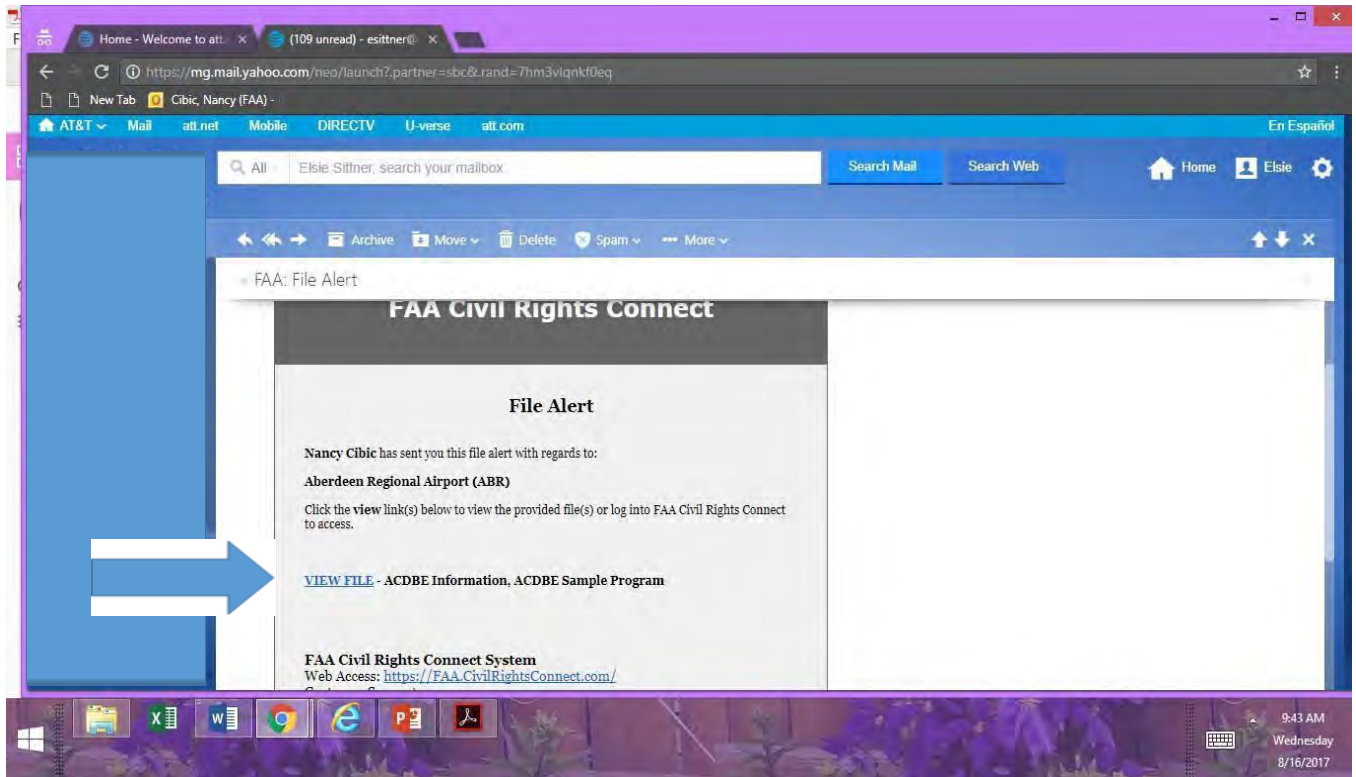 F
Home - Welcome to att. ×
(109 unread) - esittner@ ×
https://mg.mail.yahoo.com/neo/launch?.partner=sbc&.rand=7hm3vlqnkf0eq
New Tab
Cibic, Nancy (FAA) -
AT&T Mail att.net Mobile DIRECTV U-verse att.com En Español
All Elsie Sittner, search your mailbox Search Mail Search Web Home Elsie
Archive Move Delete Spam More
FAA: File Alert
FAA Civil Rights Connect
File Alert
Nancy Cibic has sent you this file alert with regards to:
Aberdeen Regional Airport (ABR)
Click the view link(s) below to view the provided file(s) or log into FAA Civil Rights Connect
to access.
VIEW FILE - ACDBE Information, ACDBE Sample Program
FAA Civil Rights Connect System
Web Access: https://FAA.CivilRightsConnect.com/
9:43 AM
Wednesday
8/16/2017